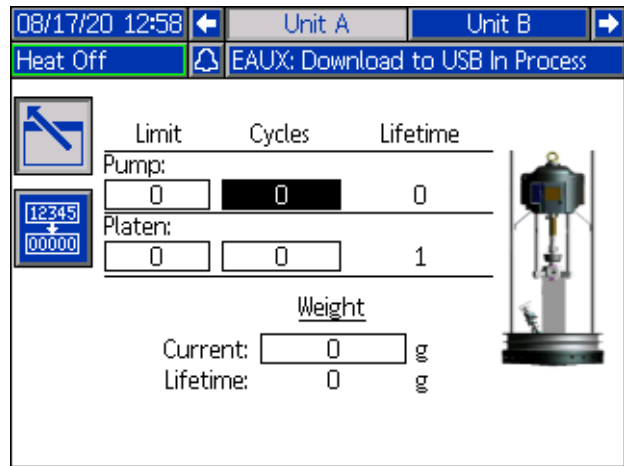 08/17/20 12:58 Unit A Unit B
Heat Off EAUX: Download to USB In Process
Limit Cycles Lifetime
Pump:
0 0 0
12345
00000
Platen:
0 0 1
Weight
Current: 0 g
Lifetime: 0 g